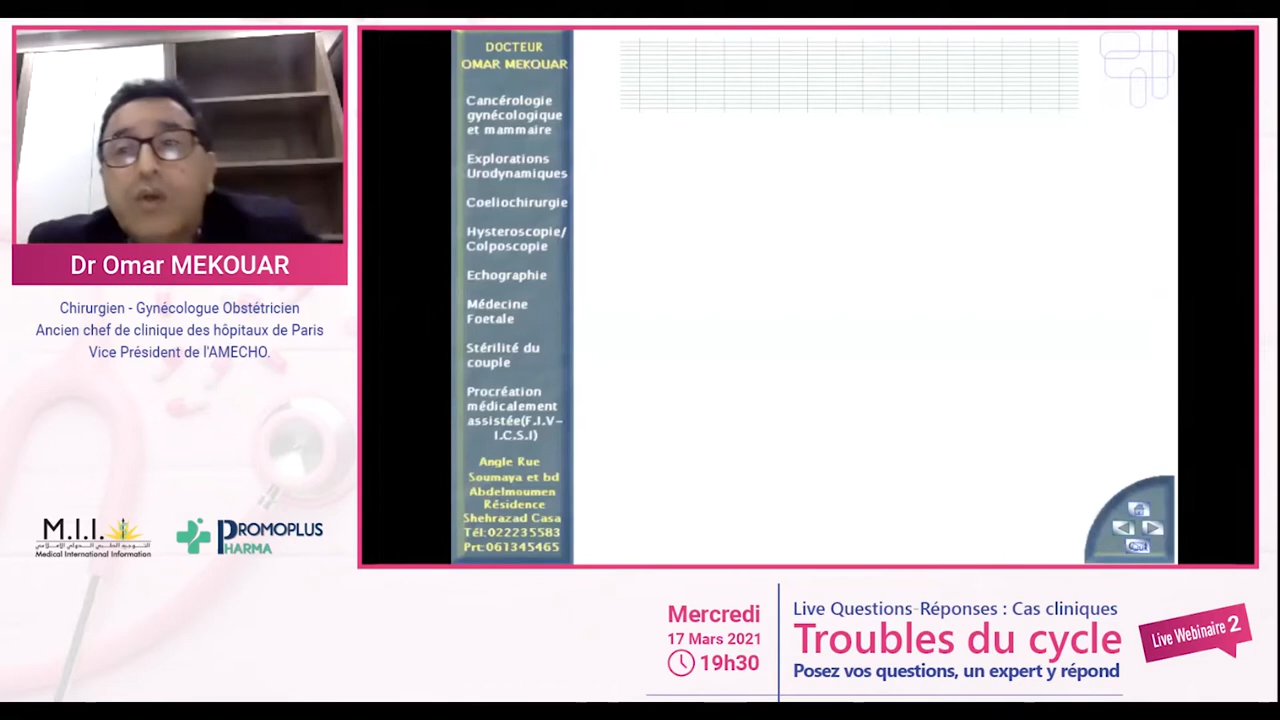 Dr Omar MEKOUAR
Chirurgien - Gynécologue Obstétricien
Ancien chef de clinique des hôpitaux de Paris
Vice Président de l'AMECHO.
M.I.I.
Medical International Information
PROMOPLUS
PHARMA
DOCTEUR
OMAR MEKOUAR
Cancérologie
gynécologique
et mammaire
Explorations
Urodynamiques
Coeliochirurgie
Hysteroscopie/
Colposcopie
Echographie
Médecine
Foetale
Stérilité du
couple
Procréation
médicalement
assistée(F.I.V-
I.C.S.I)
Angle Rue
Soumaya et bd
Abdelmoumen
Résidence
Shehrazad Casa
Tél:022235583
Prt:061345465
Mercredi
17 Mars 2021
19h30
Live Questions-Réponses : Cas cliniques
Troubles du cycle
Posez vos questions, un expert y répond
Live Webinaire 2